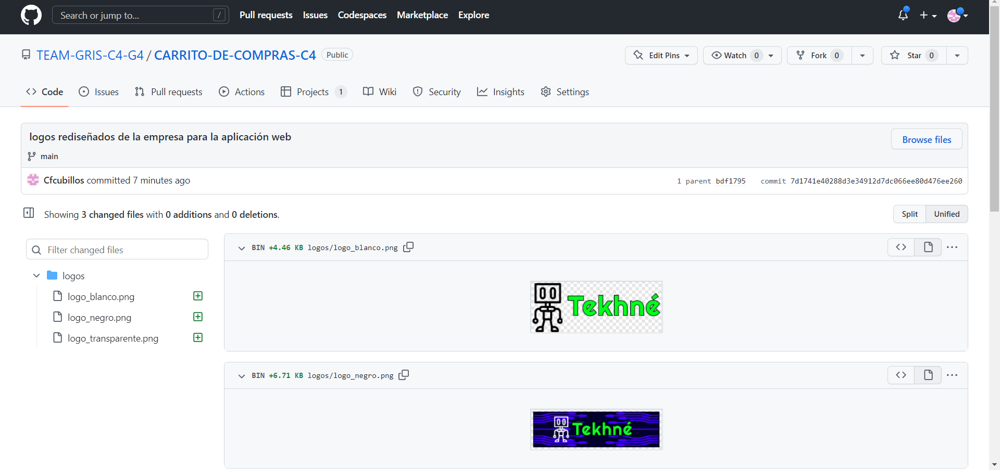 Search or jump to... /
Pull requests Issues Codespaces Marketplace Explore
TEAM-GRIS-C4-G4 / CARRITO-DE-COMPRAS-C4 Public
Edit Pins Watch 0 Fork 0 Star 0
Code Issues Pull requests Actions Projects 1 Wiki Security Insights Settings
logos rediseñados de la empresa para la aplicación web
Browse files
main
Cfcubillos committed 7 minutes ago
1 parent bdf1795 commit 7d1741e40288d3e34912d7dc066ee80d476ee260
Showing 3 changed files with 0 additions and 0 deletions.
Split Unified
Filter changed files
logos
logo_blanco.png
logo_negro.png
logo_transparente.png
BIN +4.46 KB logos/logo_blanco.png
Tekhné
BIN +6.71 KB logos/logo_negro.png
Tekhné